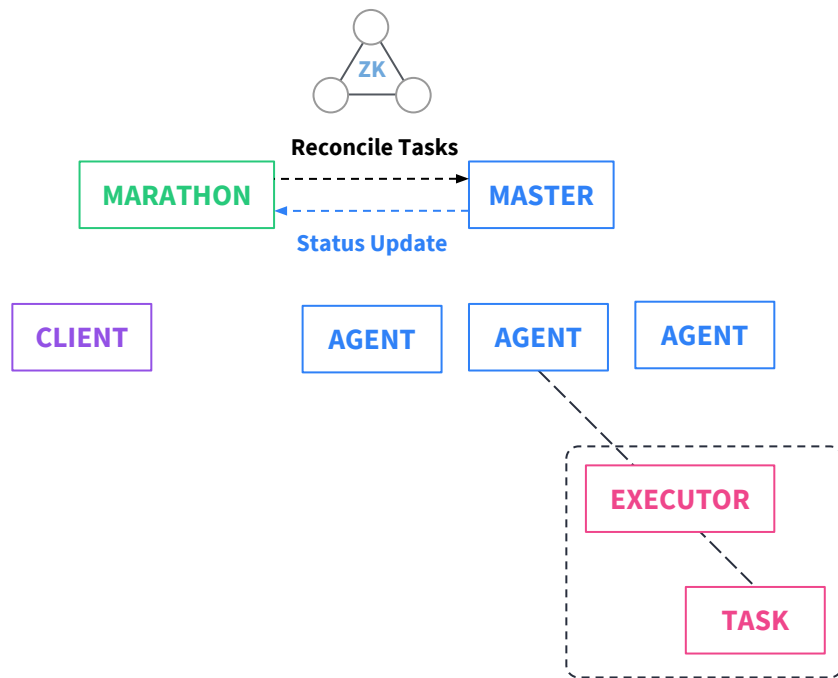 ZK
Reconcile Tasks
MARATHON
MASTER
Status Update
CLIENT
AGENT
AGENT
AGENT
EXECUTOR
TASK